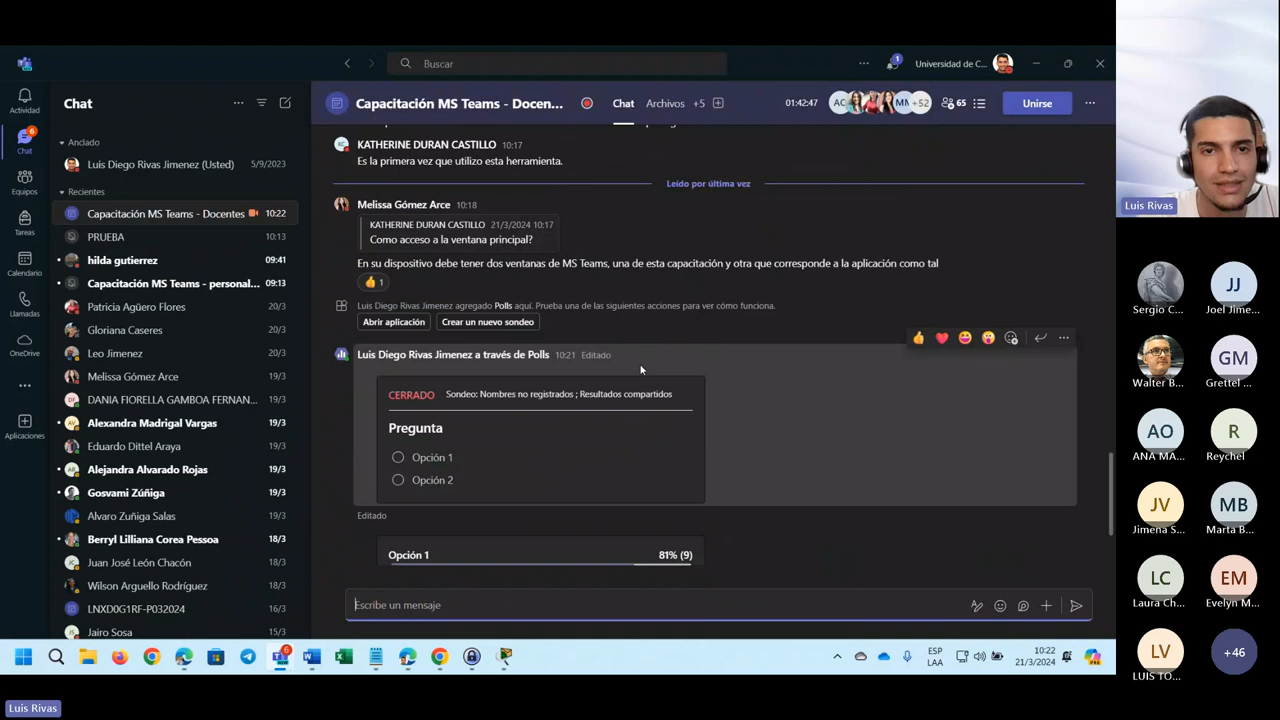 Buscar
Universidad de C...
Actividad
6
Chat
Equipos
Tareas
Calendario
Llamadas
OneDrive
Aplicaciones
Chat
Andado
Luis Diego Rivas Jimenez (Usted) 5/9/2023
Recientes
Capacitación MS Teams - Docentes 10:22
PRUEBA 10:13
hilda gutierrez 09:41
Capacitación MS Teams - personal... 09:13
Patricia Agüero Flores 20/3
Gloriana Caseres 20/3
Leo Jimenez 20/3
Melissa Gómez Arce 19/3
DANIA FIORELLA GAMBOA FERNAN... 19/3
Alexandra Madrigal Vargas 19/3
Eduardo Dittel Araya 19/3
Alejandra Alvarado Rojas 19/3
Gosvami Zúñiga 19/3
Alvaro Zuñiga Salas 19/3
Berryl Lilliana Corea Pessoa 18/3
Juan José León Chacón 18/3
Wilson Arguello Rodríguez 18/3
LNXD0G1RF-P032024 16/3
Jairo Sosa 15/3
Capacitación MS Teams - Docen...
Chat Archivos +5
01:42:47
AC
+52
65
Unirse
KATHERINE DURAN CASTILLO 10:17
Es la primera vez que utilizo esta herramienta.
Leído por última vez
Melissa Gómez Arce 10:18
KATHERINE DURAN CASTILLO 21/3/2024 10:17
Como acceso a la ventana principal?
En su dispositivo debe tener dos ventanas de MS Teams, una de esta capacitación y otra que corresponde a la aplicación como tal
1
Luis Diego Rivas Jimenez agregado Polls aquí. Prueba una de las siguientes acciones para ver cómo funciona.
Abrir aplicación Crear un nuevo sondeo
Luis Diego Rivas Jimenez a través de Polls 10:21 Editado
CERRADO Sondeo: Nombres no registrados ; Resultados compartidos
Pregunta
Opción 1
Opción 2
Editado
Opción 1 81% (9)
Escribe un mensaje
ESP
LAA
10:22
21/3/2024
Luis Rivas
Luis Rivas
Sergio C...
JJ
Joel Jime...
Walter B...
GM
Grettel ...
AO
ANA MA...
R
Reychel
JV
Jimena S...
MB
Marta B...
LC
Laura Ch...
EM
Evelyn M...
LV
LUIS TO...
+46